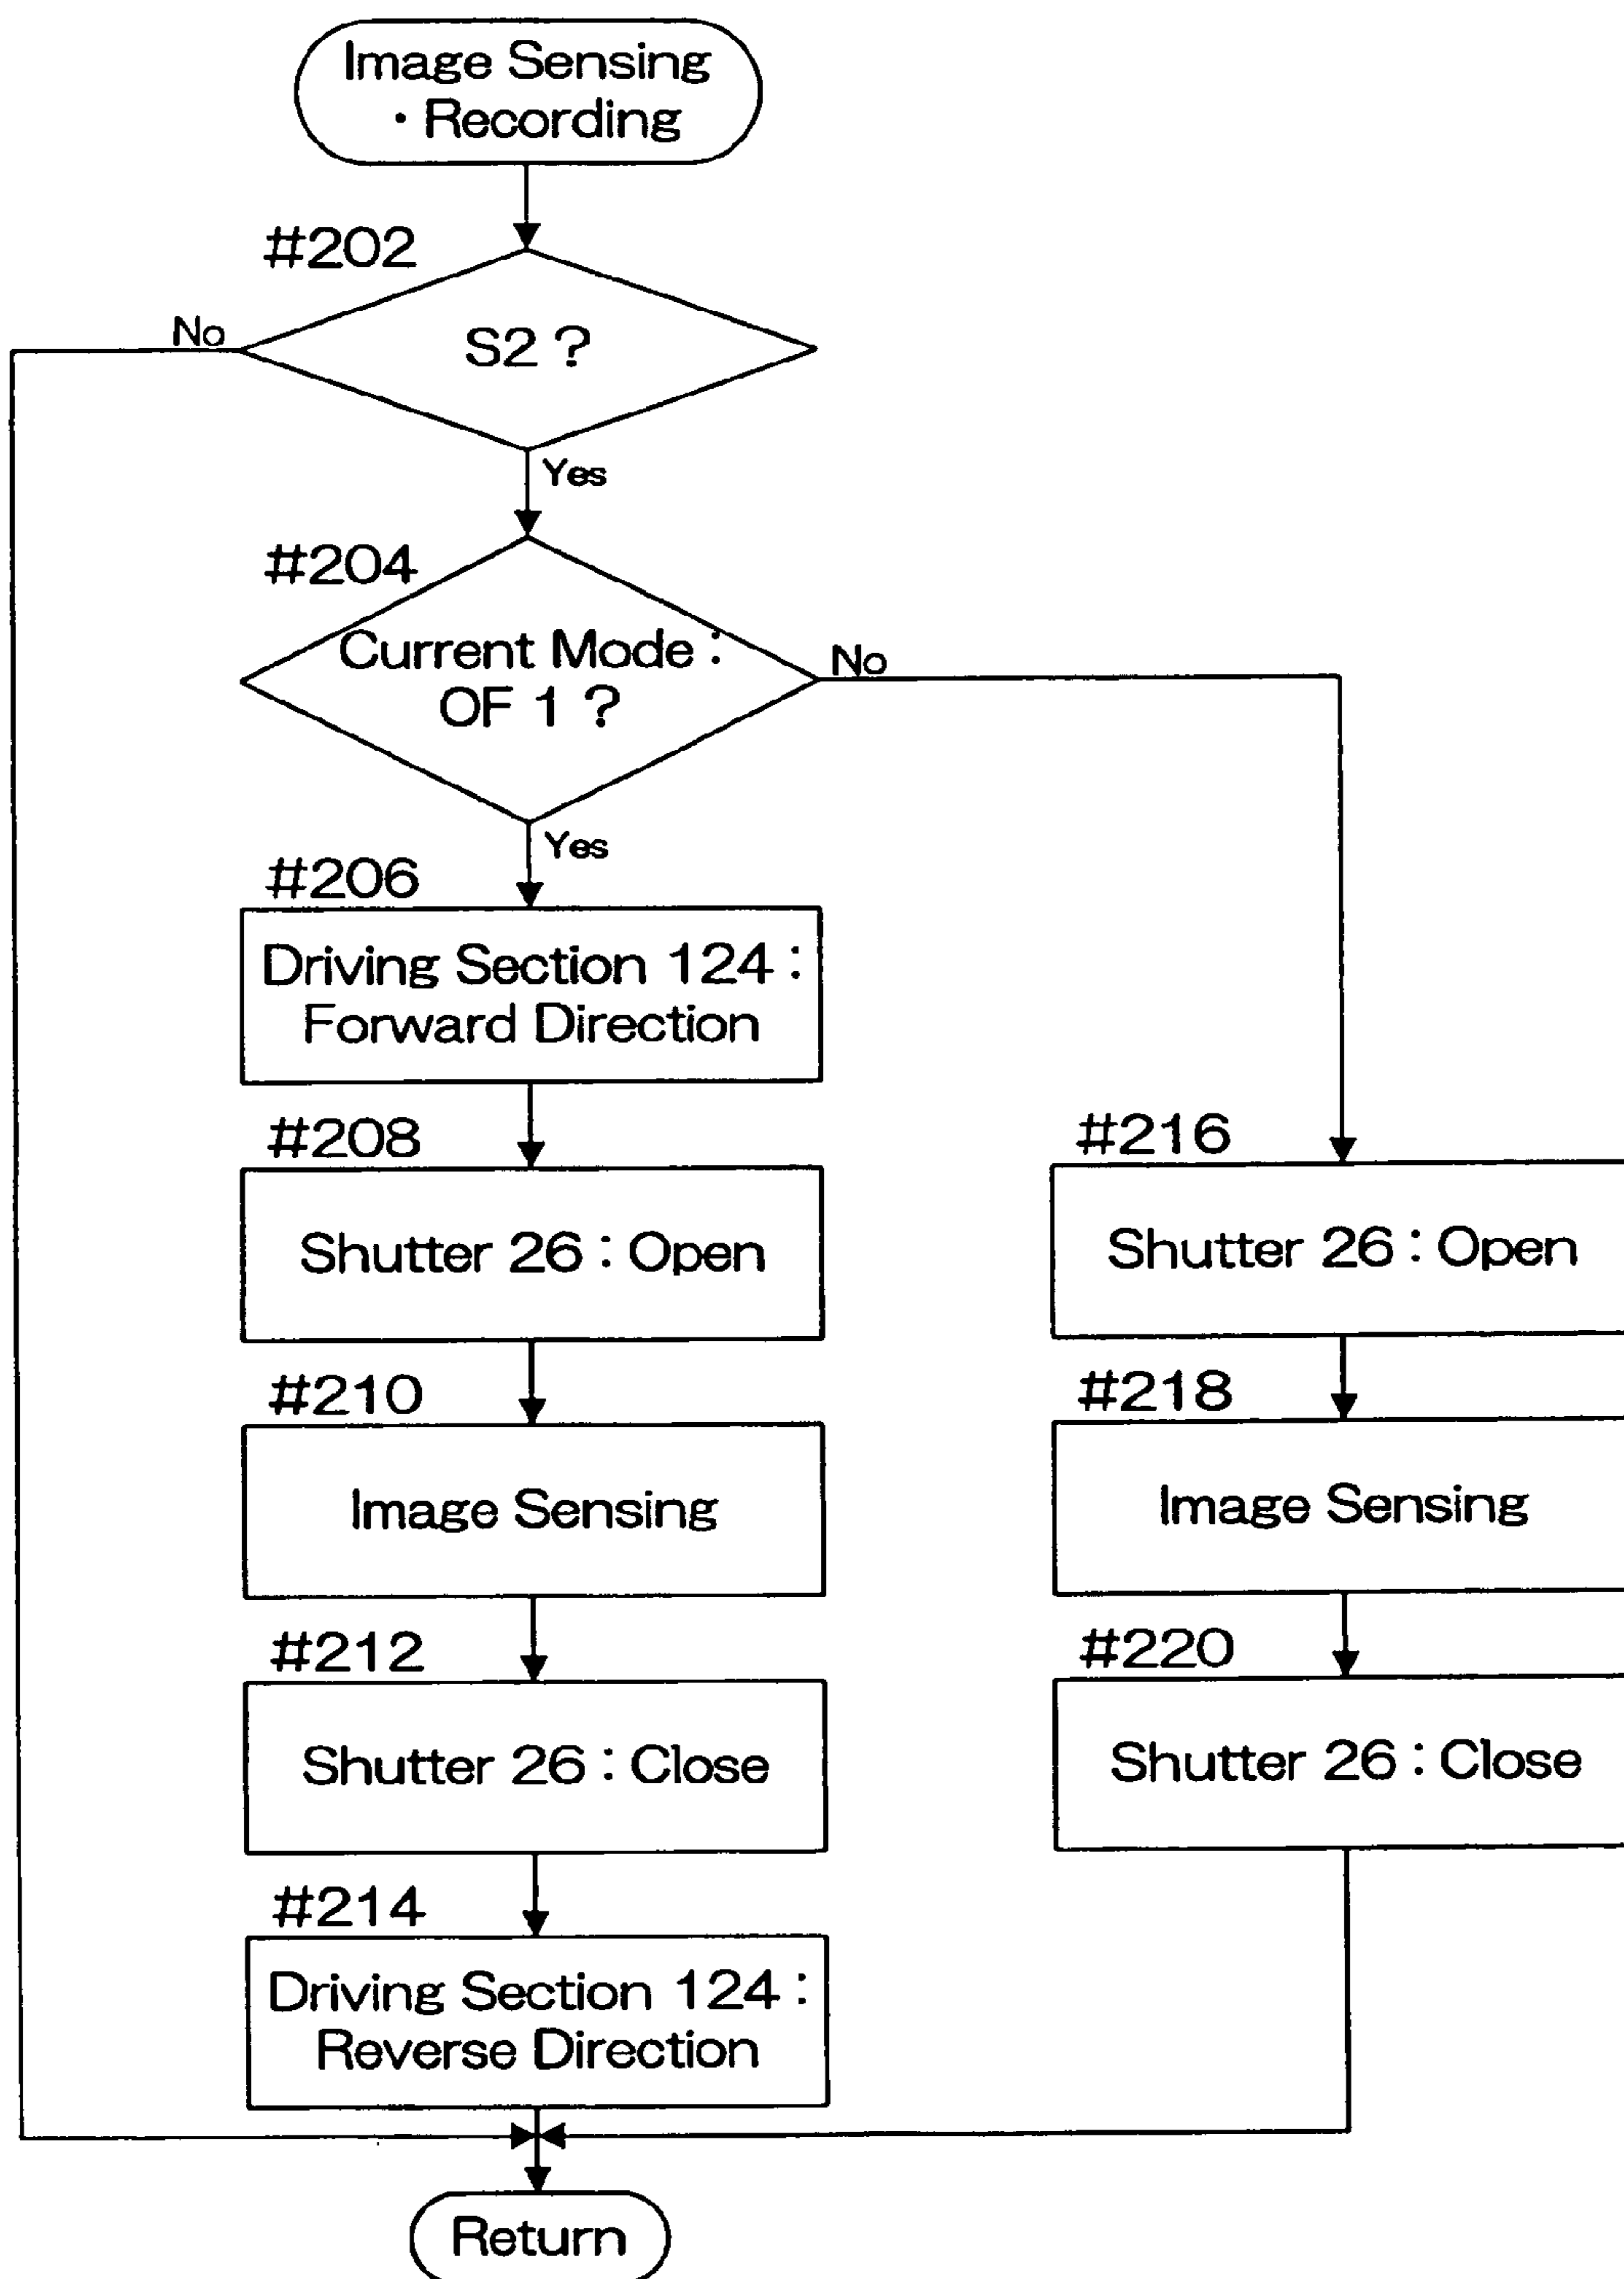 Image Sensing
・Recording
#202
No
S2 ?
Yes
#204
Current Mode :
OF 1 ?
No
Yes
#206
Driving Section 124 :
Forward Direction
#208
Shutter 26 : Open
#216
Shutter 26 : Open
#210
Image Sensing
#218
Image Sensing
#212
Shutter 26 : Close
#220
Shutter 26 : Close
#214
Driving Section 124 :
Reverse Direction
Return